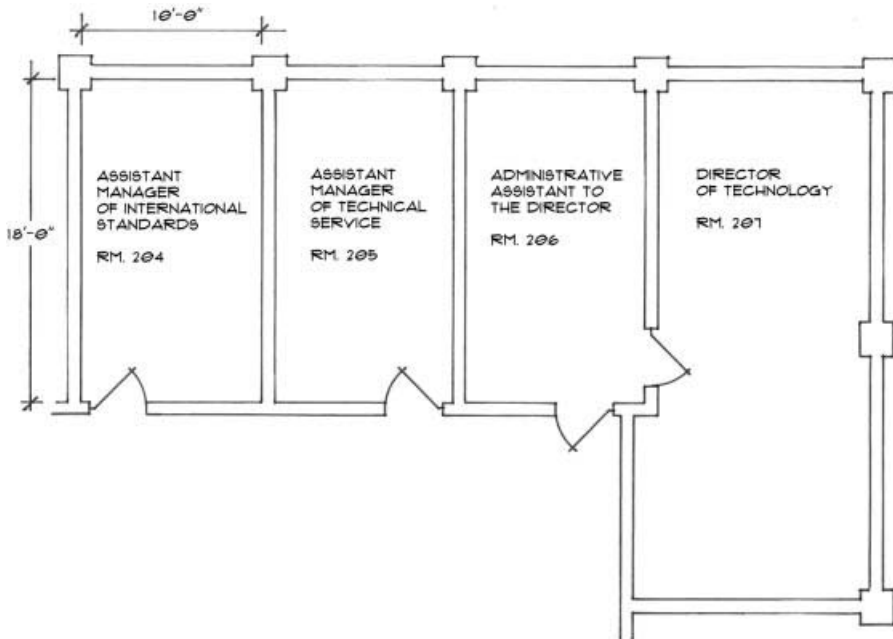 10'-0"
18'-0"
ASSISTANT
MANAGER
OF INTERNATIONAL
STANDARDS
RM. 204
ASSISTANT
MANAGER
OF TECHNICAL
SERVICE
RM. 205
ADMINISTRATIVE
ASSISTANT TO
THE DIRECTOR
RM. 206
DIRECTOR
OF TECHNOLOGY
RM. 207